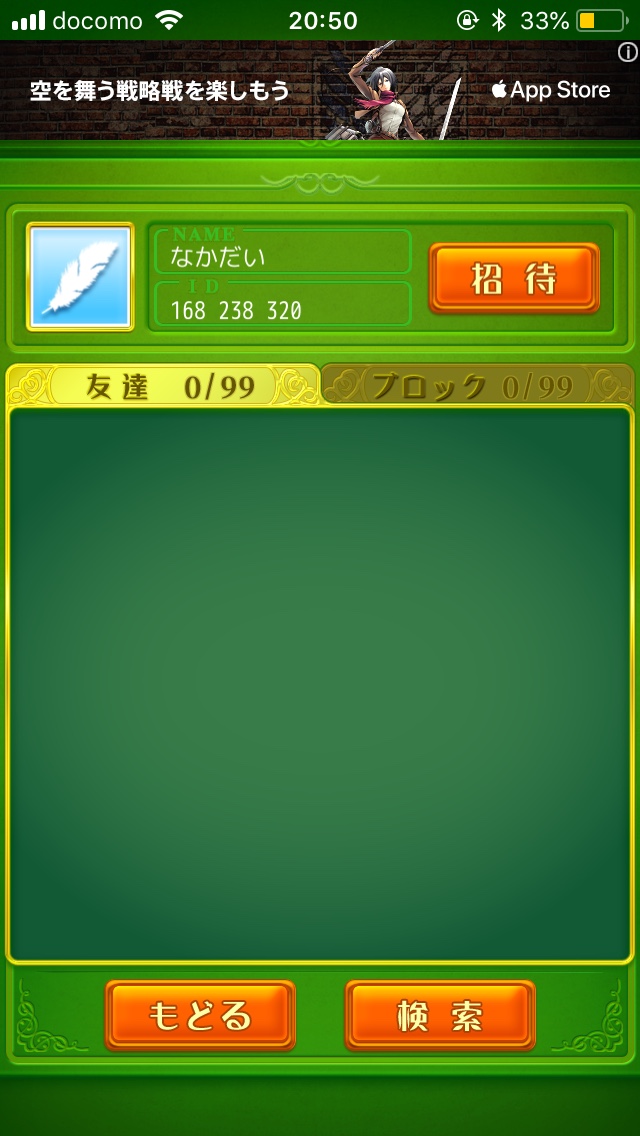 docomo 20:50 33%
空を舞う戦略戦を楽しもう App Store
NAME
なかだい
ID
168 238 320
招待
友達 0/99 ブロック 0/99
もどる 検索